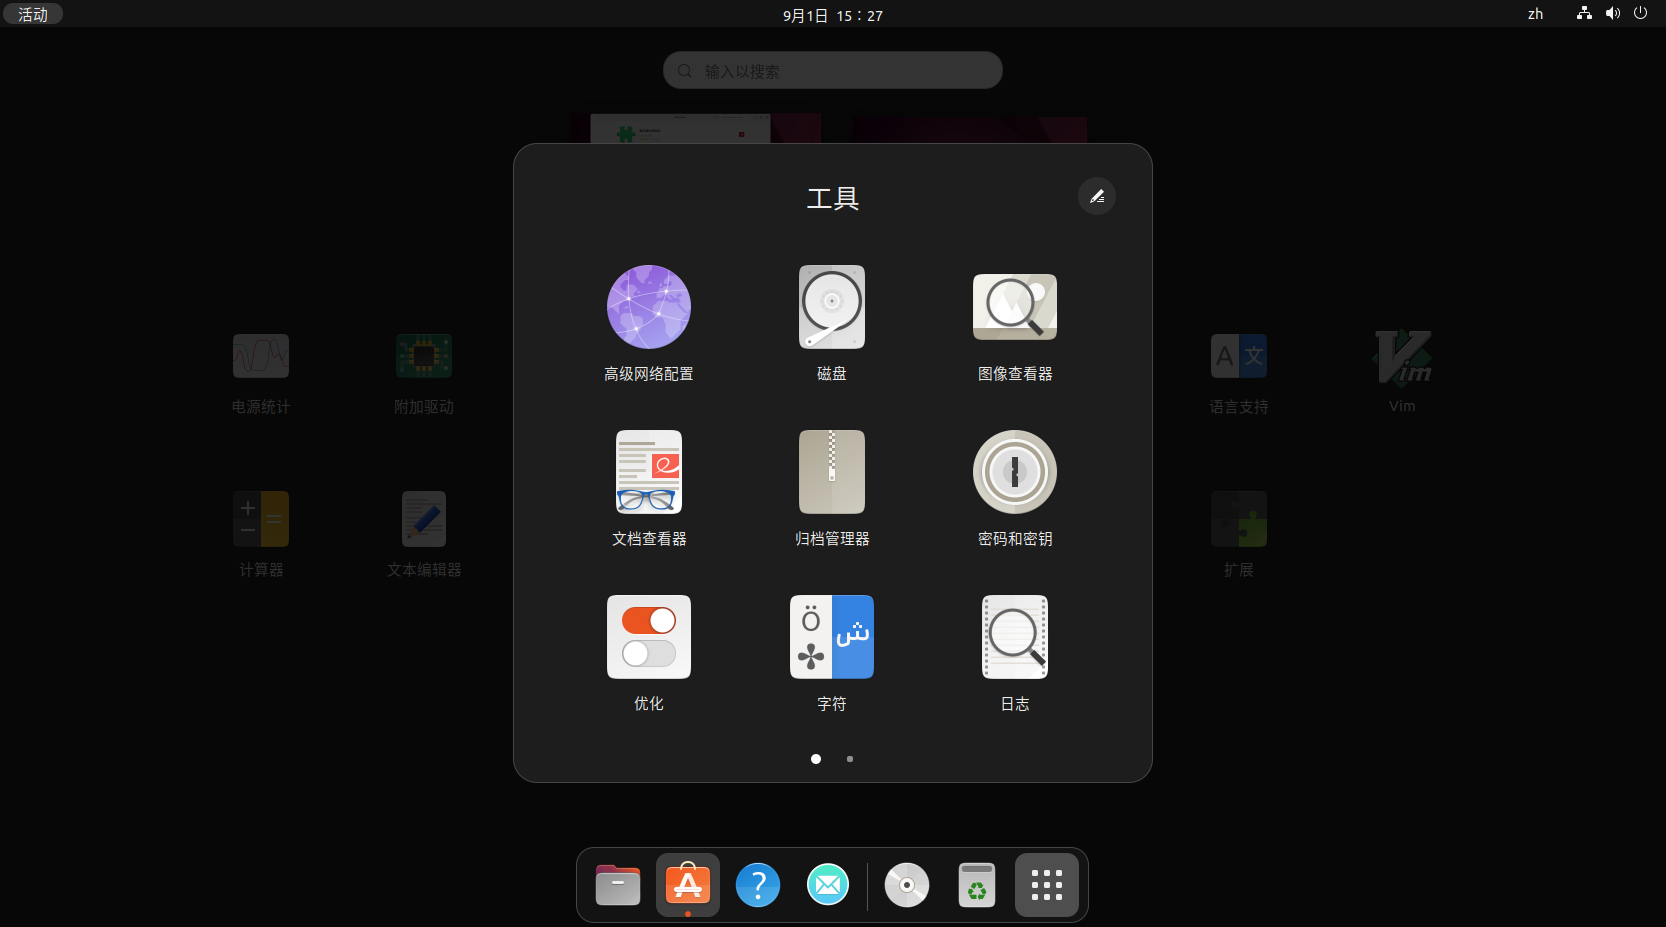 活动
9月1日 15：27
zh
输入以搜索
工具
高级网络配置
磁盘
图像查看器
电源统计
附加驱动
语言支持
Vim
文档查看器
归档管理器
密码和密钥
计算器
文本编辑器
扩展
优化
字符
日志